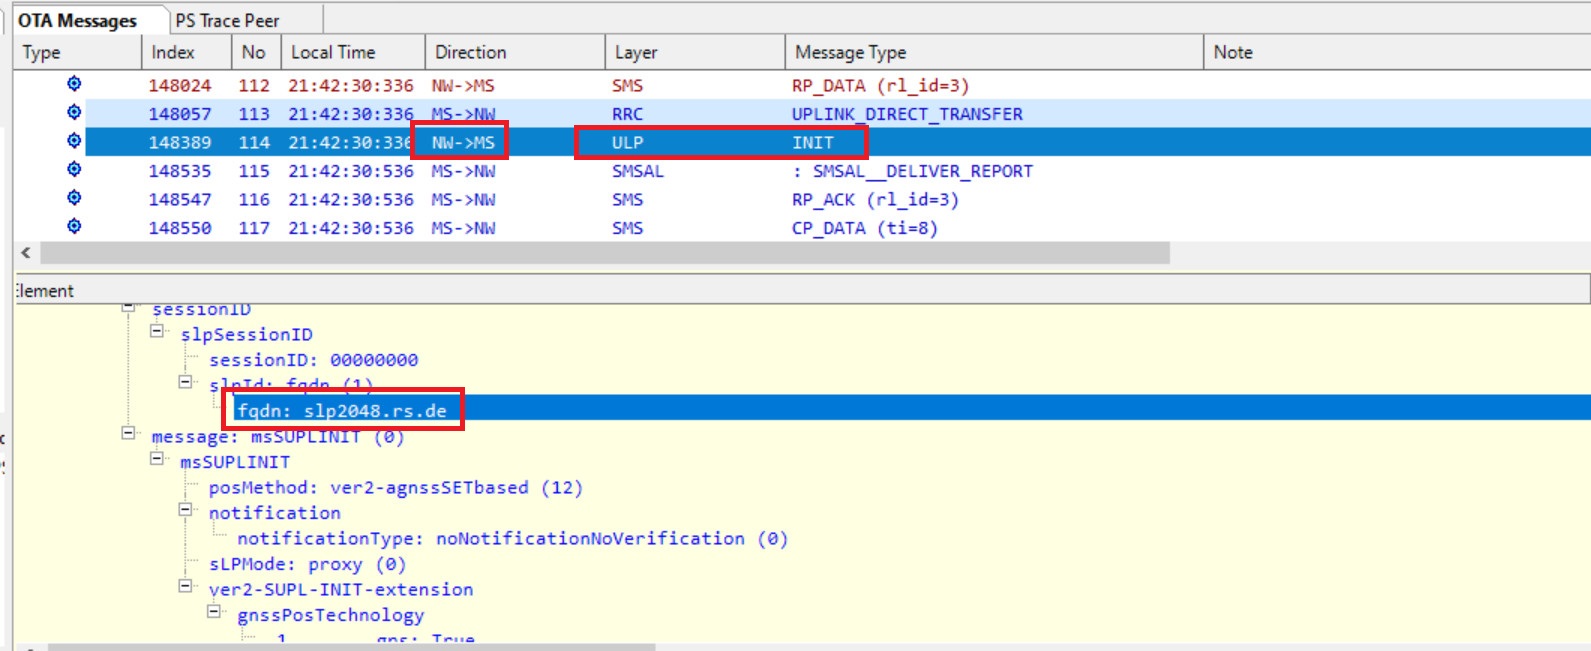 OTA Messages PS Trace Peer
Type Index No Local Time Direction Layer Message Type Note
148024 112 21:42:30:336 NW->MS SMS RP_DATA (rl_id=3)
148057 113 21:42:30:336 MS->NW RRC UPLINK_DIRECT_TRANSFER
148389 114 21:42:30:336 NW->MS ULP INIT
148535 115 21:42:30:536 MS->NW SMSAL : SMSAL__DELIVER_REPORT
148547 116 21:42:30:536 MS->NW SMS RP_ACK (rl_id=3)
148550 117 21:42:30:536 MS->NW SMS CP_DATA (ti=8)
lement
sessionID
slpSessionID
sessionID: 00000000
slpId: fqdn (1)
fqdn: slp2048.rs.de
message: msSUPLINIT (0)
msSUPLINIT
posMethod: ver2-agnssSETbased (12)
notification
notificationType: noNotificationNoVerification (0)
sLPMode: proxy (0)
ver2-SUPL-INIT-extension
gnssPosTechnology
1 gps: True